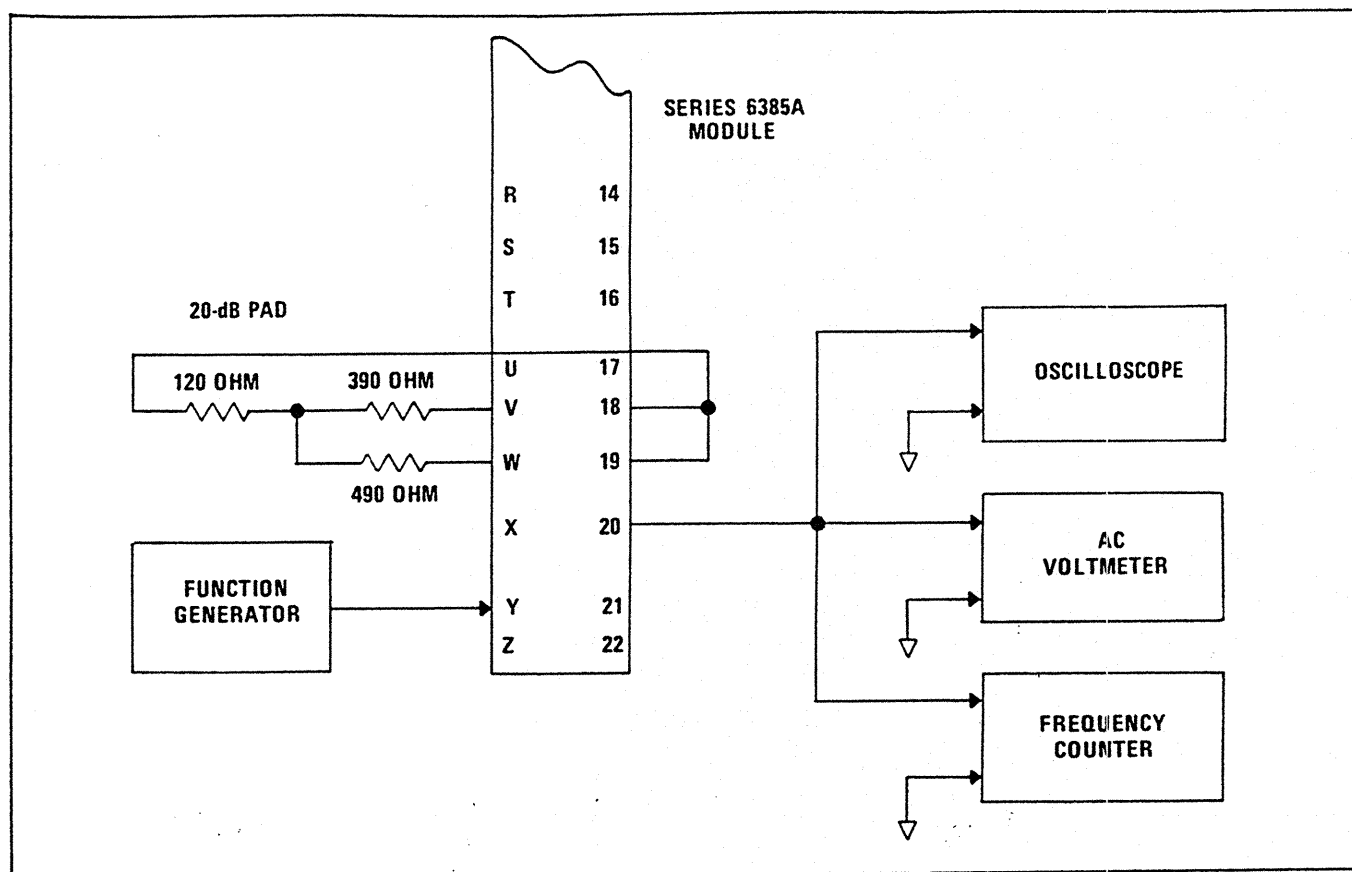 SERIES 6385A
MODULE
R 14
S 15
T 16
20-dB PAD
U 17
120 OHM 390 OHM
V 18
W 19
490 OHM
X 20
FUNCTION
GENERATOR
Y 21
Z 22
OSCILLOSCOPE
AC
VOLTMETER
FREQUENCY
COUNTER